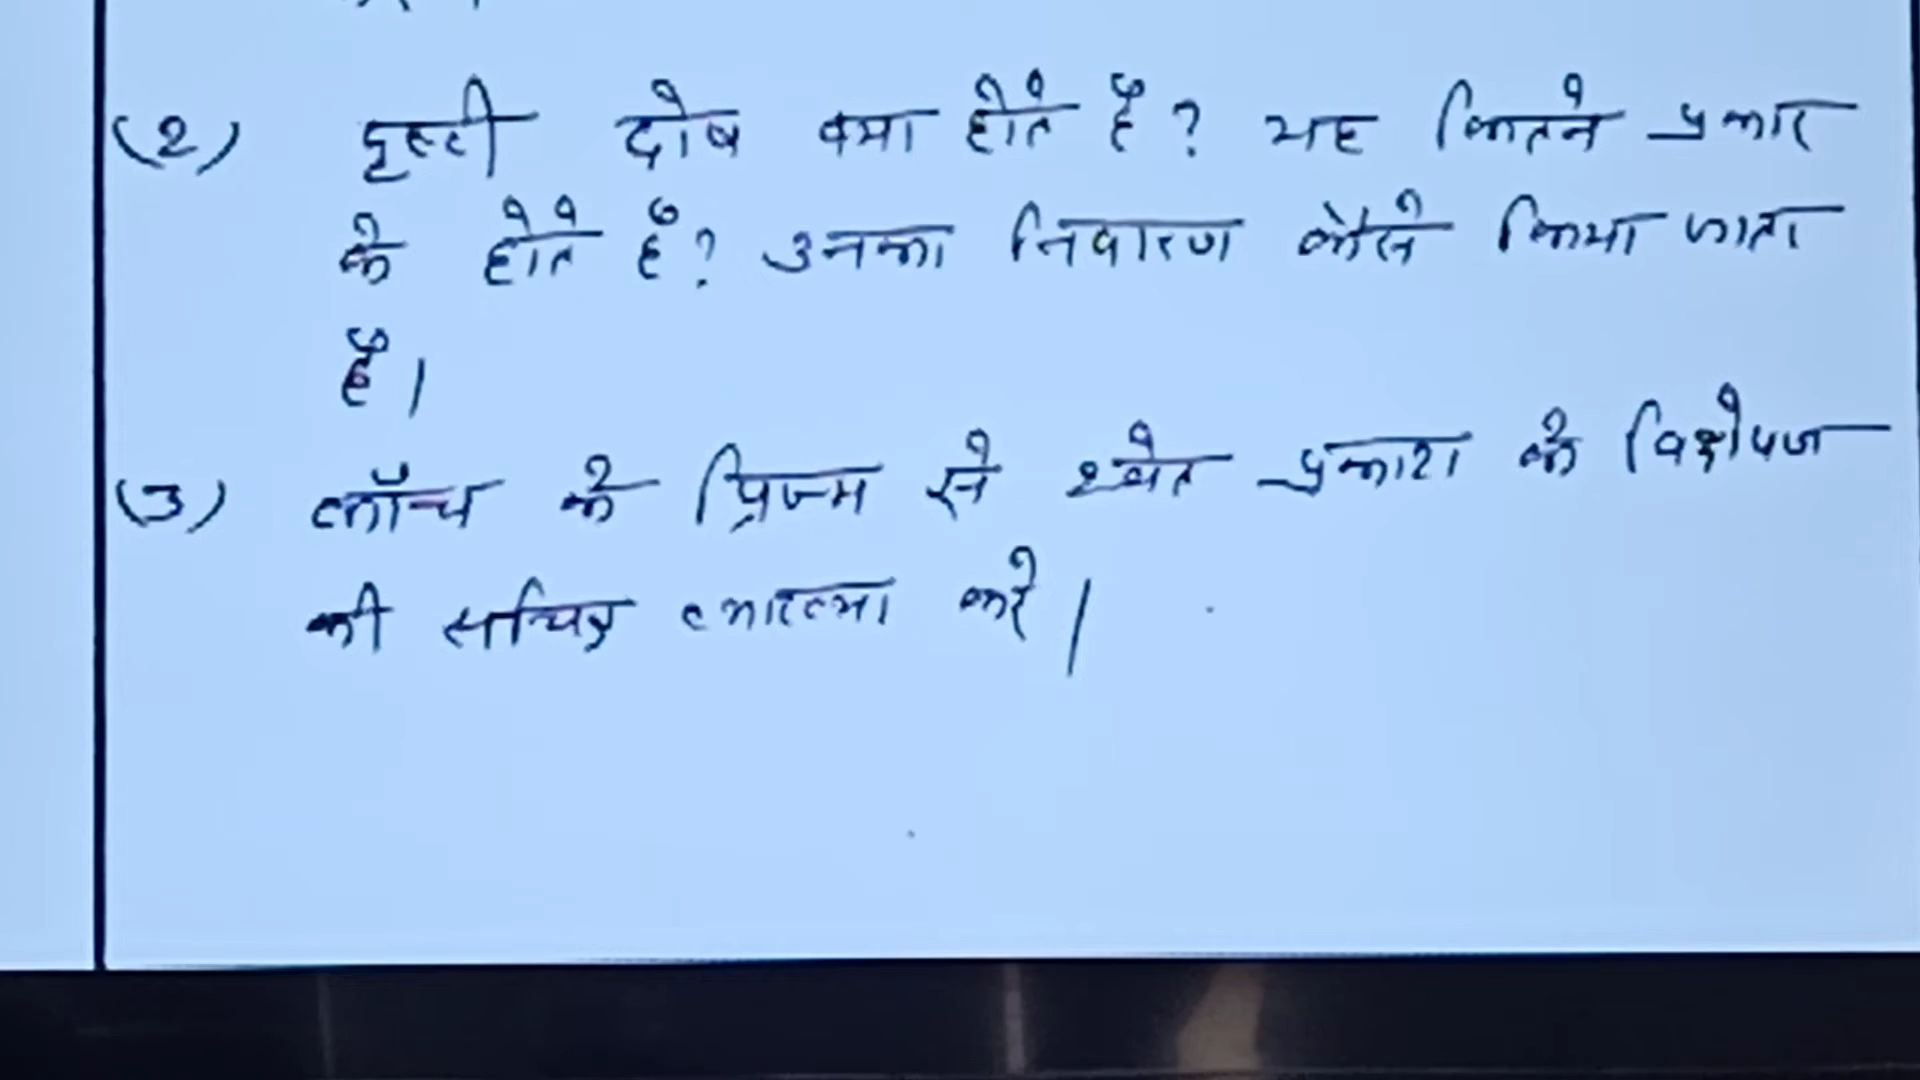 (2) दृष्टी दोष क्या होते है? यह कितने प्रकार
के होते है? उनका निवारण कैसे किया जाता
है।
(3) काँच के प्रिज्म से श्वेत प्रकाश के विक्षेपण
की सचित्र व्याख्या करे।